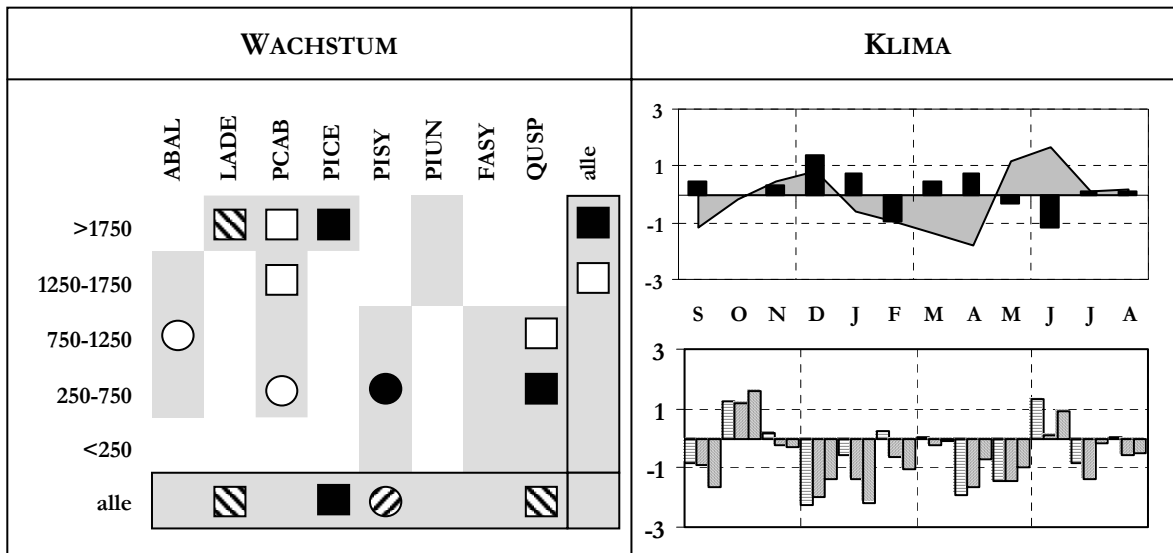 WACHSTUM
KLIMA
ABAL LADE PCAB PICE PISY PIUN FASY QUSP alle
>1750
1250-1750
750-1250
250-750
<250
alle
3
1
-1
-3
S O N D J F M A M J J A
3
1
-1
-3